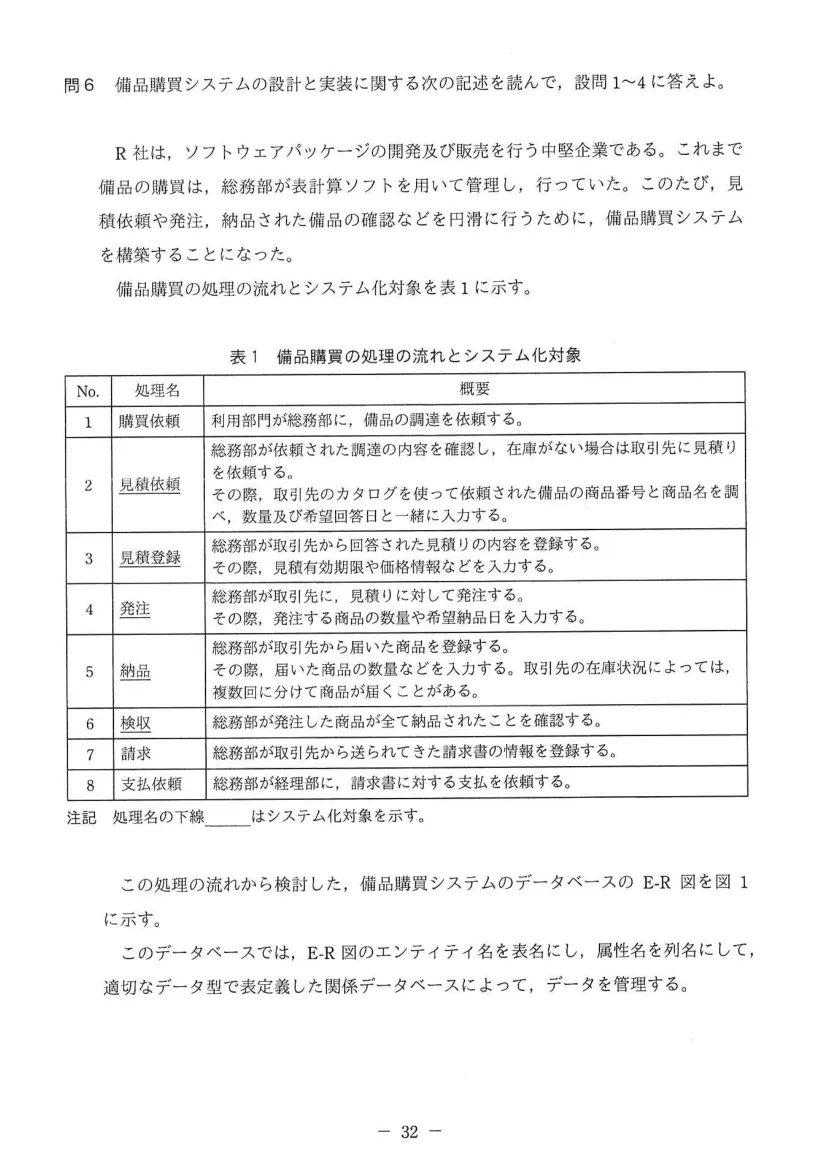 問6 備品購買システムの設計と実装に関する次の記述を読んで，設問 1～4 に答えよ。
R 社は，ソフトウェアパッケージの開発及び販売を行う中堅企業である。これまで
備品の購買は，総務部が表計算ソフトを用いて管理し，行っていた。このたび，見
積依頼や発注，納品された備品の確認などを円滑に行うために，備品購買システム
を構築することになった。
備品購買の処理の流れとシステム化対象を表 1 に示す。
表 1 備品購買の処理の流れとシステム化対象
No. 処理名 概要
1 購買依頼 利用部門が総務部に，備品の調達を依頼する。
2 見積依頼 総務部が依頼された調達の内容を確認し，在庫がない場合は取引先に見積り
を依頼する。
その際，取引先のカタログを使って依頼された備品の商品番号と商品名を調
べ，数量及び希望回答日と一緒に入力する。
3 見積登録 総務部が取引先から回答された見積りの内容を登録する。
その際，見積有効期限や価格情報などを入力する。
4 発注 総務部が取引先に，見積りに対して発注する。
その際，発注する商品の数量や希望納品日を入力する。
5 納品 総務部が取引先から届いた商品を登録する。
その際，届いた商品の数量などを入力する。取引先の在庫状況によっては，
複数回に分けて商品が届くことがある。
6 検収 総務部が発注した商品が全て納品されたことを確認する。
7 請求 総務部が取引先から送られてきた請求書の情報を登録する。
8 支払依頼 総務部が経理部に，請求書に対する支払を依頼する。
注記 処理名の下線＿＿＿はシステム化対象を示す。
この処理の流れから検討した，備品購買システムのデータベースの E-R 図を図 1
に示す。
このデータベースでは，E-R 図のエンティティ名を表名にし，属性名を列名にして，
適切なデータ型で表定義した関係データベースによって，データを管理する。
－ 32 －